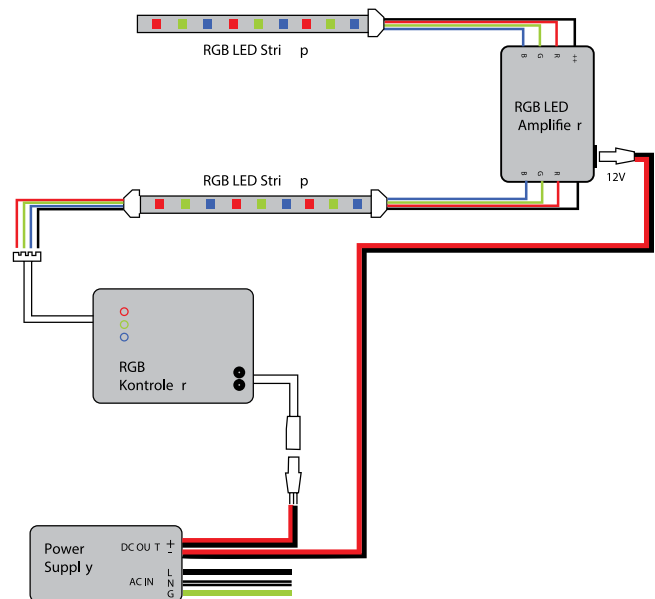 RGB LED Stri p
B G R ++
RGB LED
Amplifie r
B G R
12V
RGB LED Stri p
RGB
Kontrole r
Power
Suppl y
DC OU T + -
AC IN
L
N
G